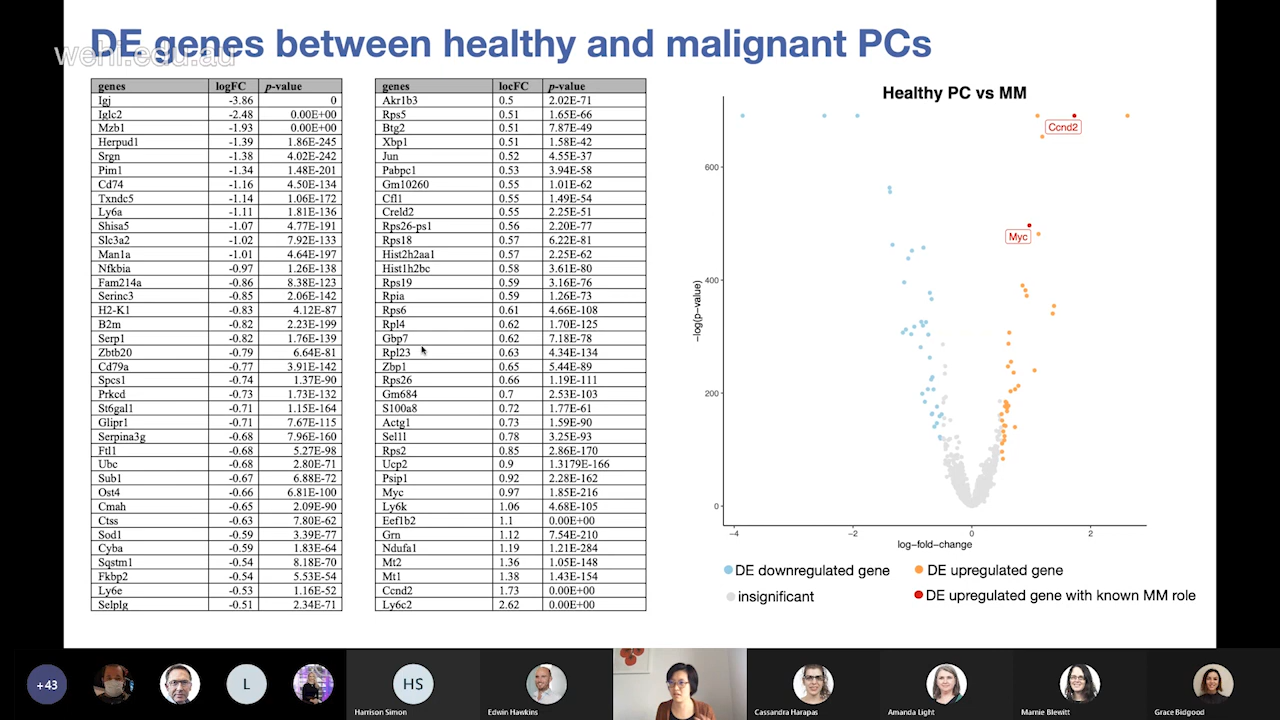 DE genes between healthy and malignant PCs
wehi.edu.au
genes logFC p-value
Igj -3.86 0
Iglc2 -2.48 0.00E+00
Mzb1 -1.93 0.00E+00
Herpud1 -1.39 1.86E-245
Srgn -1.38 4.02E-242
Pim1 -1.34 1.48E-201
Cd74 -1.16 4.50E-134
Txndc5 -1.14 1.06E-172
Ly6a -1.11 1.81E-136
Shisa5 -1.07 4.77E-191
Slc3a2 -1.02 7.92E-133
Man1a -1.01 4.64E-197
Nfkbia -0.97 1.26E-138
Fam214a -0.86 8.38E-123
Serinc3 -0.85 2.06E-142
H2-K1 -0.83 4.12E-87
B2m -0.82 2.23E-199
Serp1 -0.82 1.76E-139
Zbtb20 -0.79 6.64E-81
Cd79a -0.77 3.91E-142
Spcs1 -0.74 1.37E-90
Prkcd -0.73 1.73E-132
St6gal1 -0.71 1.15E-164
Glipr1 -0.71 7.67E-115
Serpina3g -0.68 7.96E-160
Ftl1 -0.68 5.27E-98
Ubc -0.68 2.80E-71
Sub1 -0.67 6.88E-72
Ost4 -0.66 6.81E-100
Cmah -0.65 2.09E-90
Ctss -0.63 7.80E-62
Sod1 -0.59 3.39E-77
Cyba -0.59 1.83E-64
Sqstm1 -0.54 8.18E-70
Fkbp2 -0.54 5.53E-54
Ly6e -0.53 1.16E-52
Selplg -0.51 2.34E-71
genes locFC p-value
Akr1b3 0.5 2.02E-71
Rps5 0.51 1.65E-66
Btg2 0.51 7.87E-49
Xbp1 0.51 1.58E-42
Jun 0.52 4.55E-37
Pabpc1 0.53 3.94E-58
Gm10260 0.55 1.01E-62
Cfl1 0.55 1.49E-54
Creld2 0.55 2.25E-51
Rps26-ps1 0.56 2.20E-77
Rps18 0.57 6.22E-81
Hist2h2aa1 0.57 2.25E-62
Hist1h2bc 0.58 3.61E-80
Rps19 0.59 3.16E-76
Rpia 0.59 1.26E-73
Rps6 0.61 4.66E-108
Rpl4 0.62 1.70E-125
Gbp7 0.62 7.18E-78
Rpl23 0.63 4.34E-134
Zbp1 0.65 5.44E-89
Rps26 0.66 1.19E-111
Gm684 0.7 2.53E-103
S100a8 0.72 1.77E-61
Actg1 0.73 1.59E-90
Sel1l 0.78 3.25E-93
Rps2 0.85 2.86E-170
Ucp2 0.9 1.3179E-166
Psip1 0.92 2.28E-162
Myc 0.97 1.85E-216
Ly6k 1.06 4.68E-105
Eef1b2 1.1 0.00E+00
Grn 1.12 7.54E-210
Ndufa1 1.19 1.21E-284
Mt2 1.36 1.05E-148
Mt1 1.38 1.43E-154
Ccnd2 1.73 0.00E+00
Ly6c2 2.62 0.00E+00
Healthy PC vs MM
Ccnd2
Myc
−log(p−value)
600
400
200
0
−4 −2 0 2
log−fold−change
DE downregulated gene
DE upregulated gene
insignificant
DE upregulated gene with known MM role
+43
L
HS
Harrison Simon
Edwin Hawkins
Cassandra Harapas
Amanda Light
Marnie Blewitt
Grace Bidgood